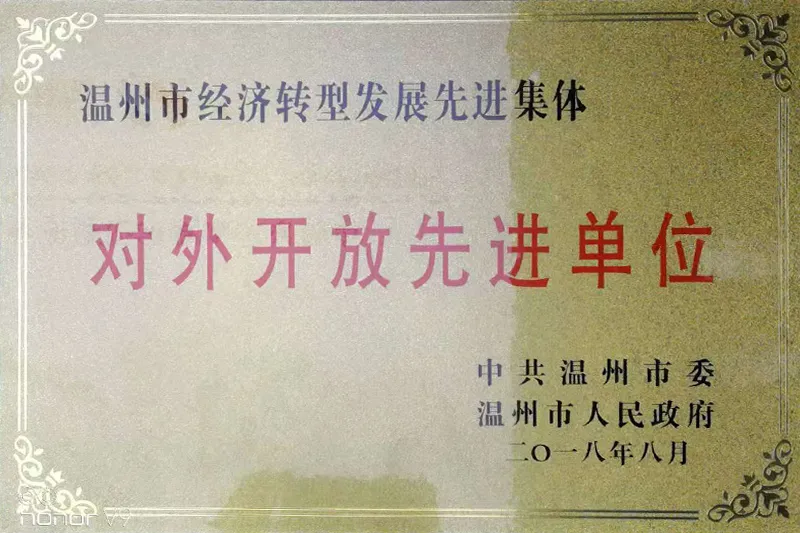 温州市经济转型发展先进集体
对外开放先进单位
中共温州市委
温州市人民政府
二〇一八年八月
honor V9